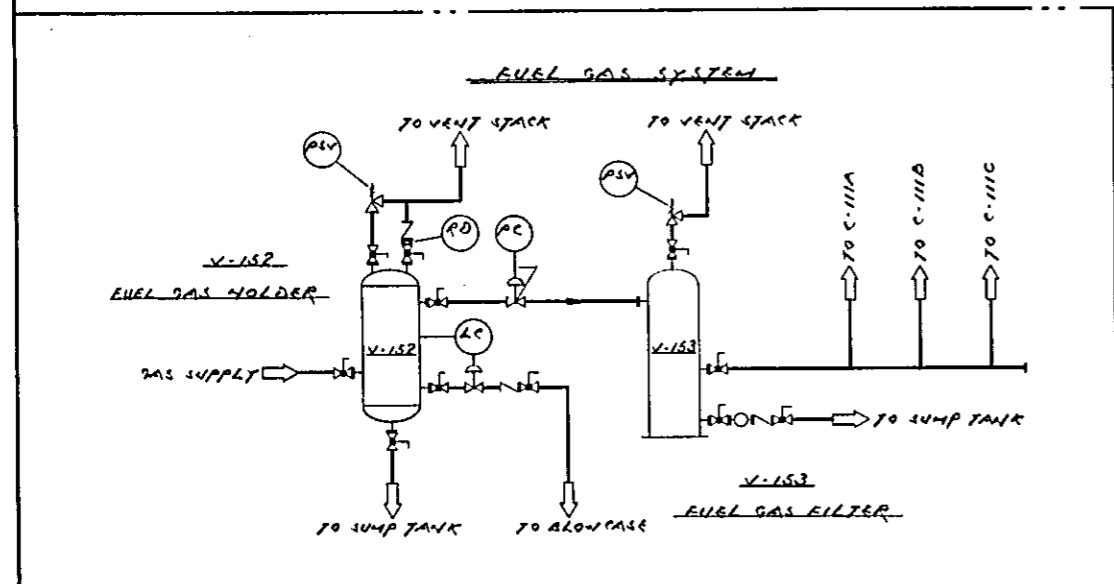 FUEL GAS SYSTEM
TO VENT STACK
TO VENT STACK
PSV
PSV
RD
PC
TO C-111A
TO C-111B
TO C-111C
V-152
FUEL GAS HOLDER
LC
V-152
V-153
GAS SUPPLY
TO SUMP TANK
V-153
FUEL GAS FILTER
TO SUMP TANK
TO BLOWCASE